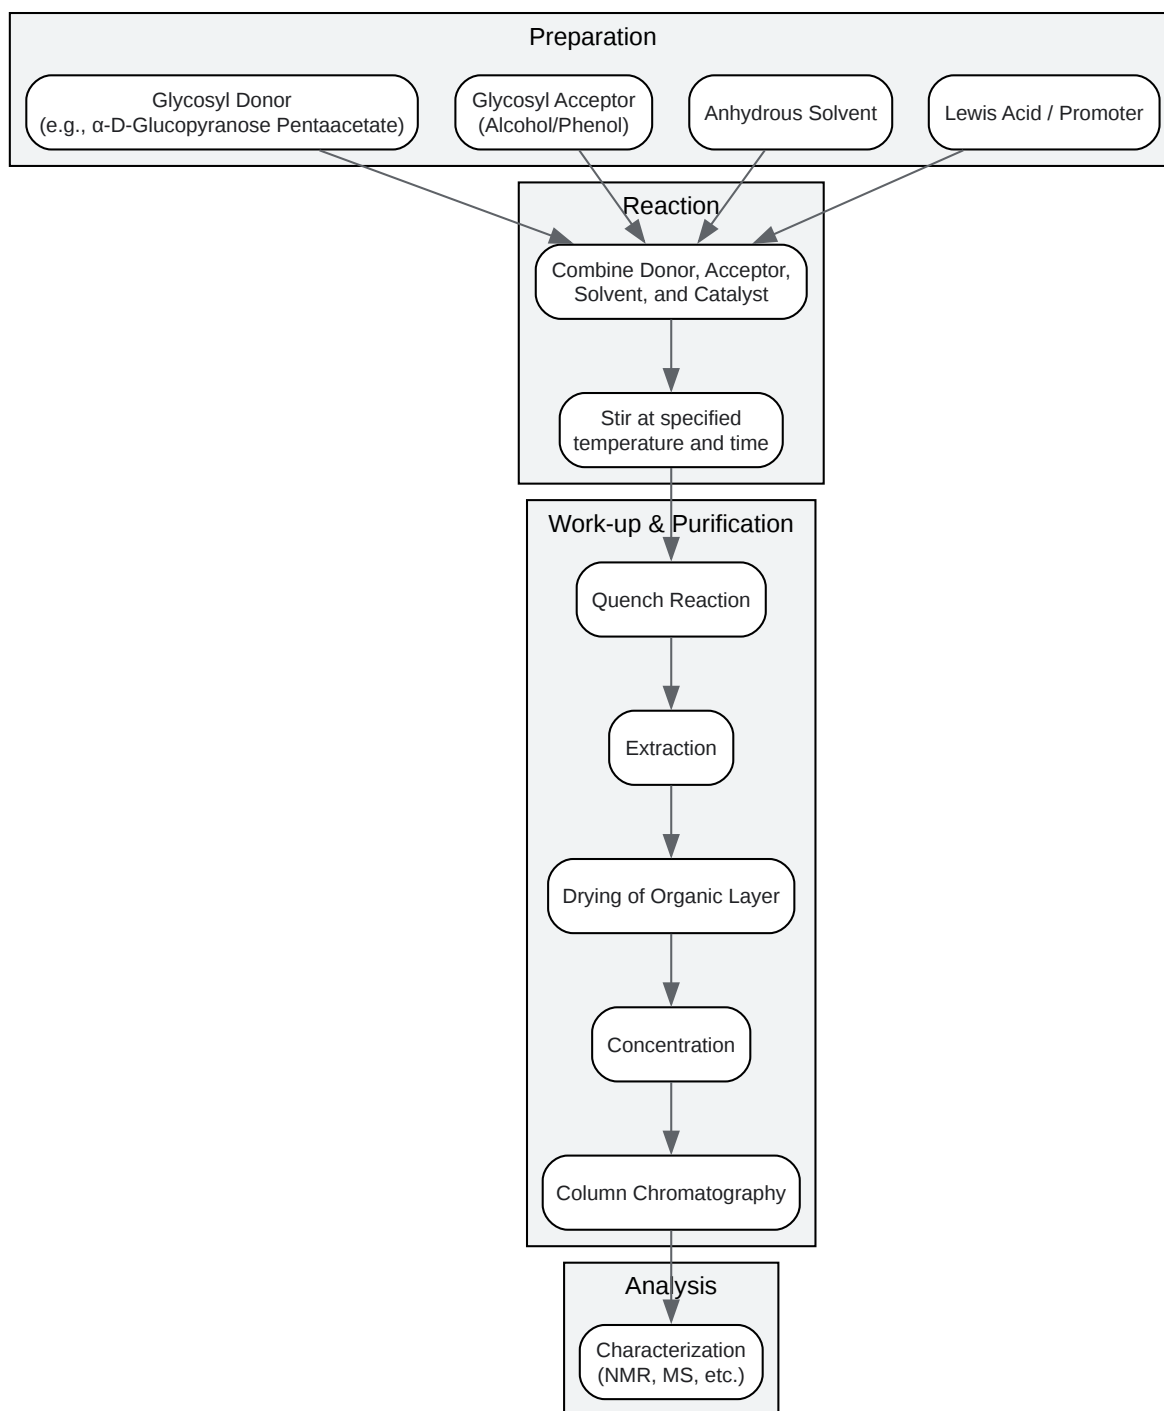 Preparation
Glycosyl Donor
(e.g., α-D-Glucopyranose Pentaacetate)
Glycosyl Acceptor
(Alcohol/Phenol)
Anhydrous Solvent
Lewis Acid / Promoter
Reaction
Combine Donor, Acceptor,
Solvent, and Catalyst
Stir at specified
temperature and time
Work-up & Purification
Quench Reaction
Extraction
Drying of Organic Layer
Concentration
Column Chromatography
Analysis
Characterization
(NMR, MS, etc.)